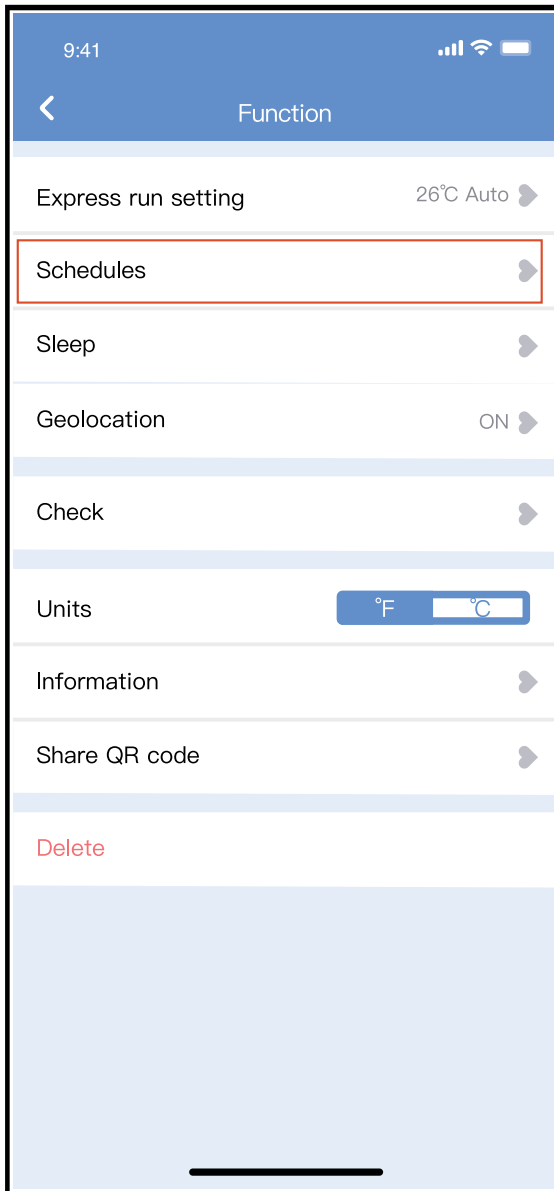 9:41
Function
Express run setting 26℃ Auto
Schedules
Sleep
Geolocation ON
Check
Units ℉ ℃
Information
Share QR code
Delete